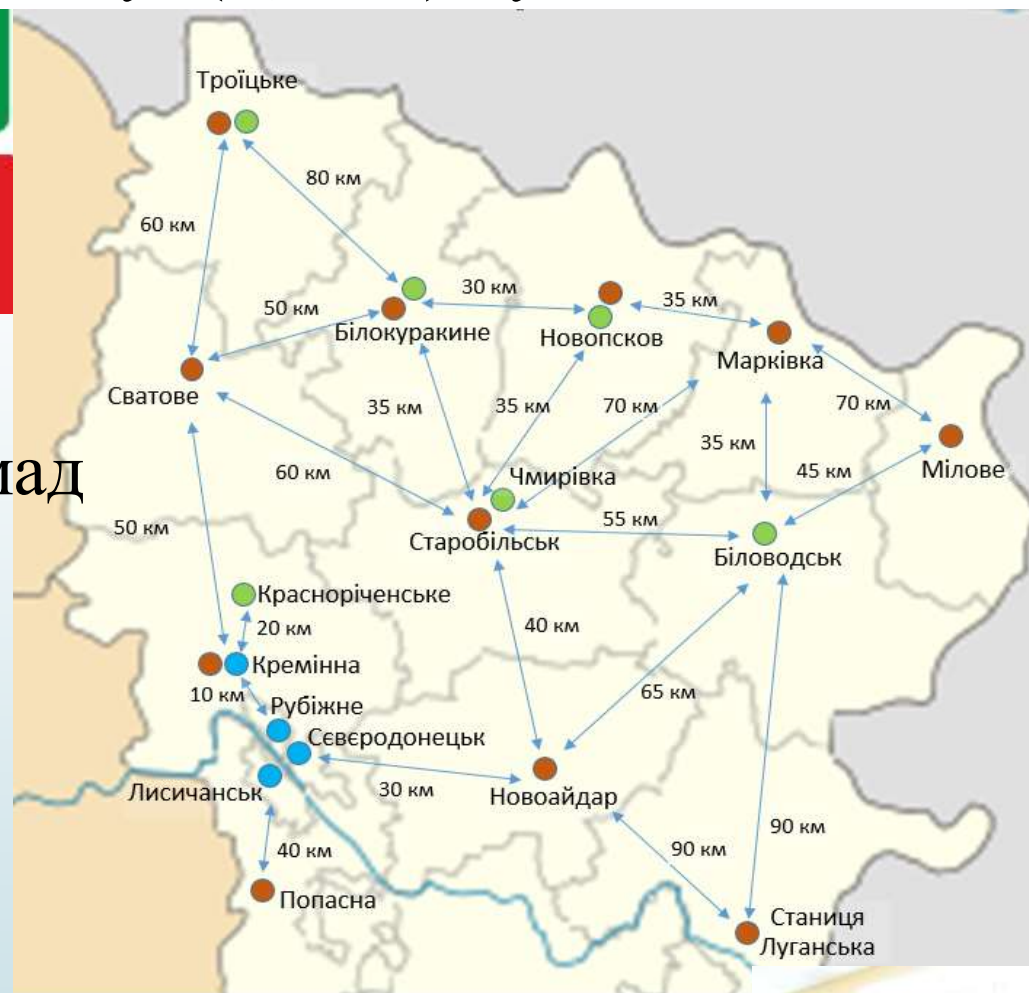 Троїцьке
80 км
60 км
30 км
50 км
35 км
Білокуракине
Новопсков
Марківка
Сватове
35 км
35 км
70 км
70 км
35 км
мад
60 км
Чмирівка
45 км
Мілове
50 км
55 км
Старобільськ
Біловодськ
Красноріченське
20 км
40 км
Кремінна
10 км
65 км
Рубіжне
Сєвєродонецьк
Лисичанськ
30 км
Новоайдар
90 км
40 км
90 км
Попасна
Станиця
Луганська